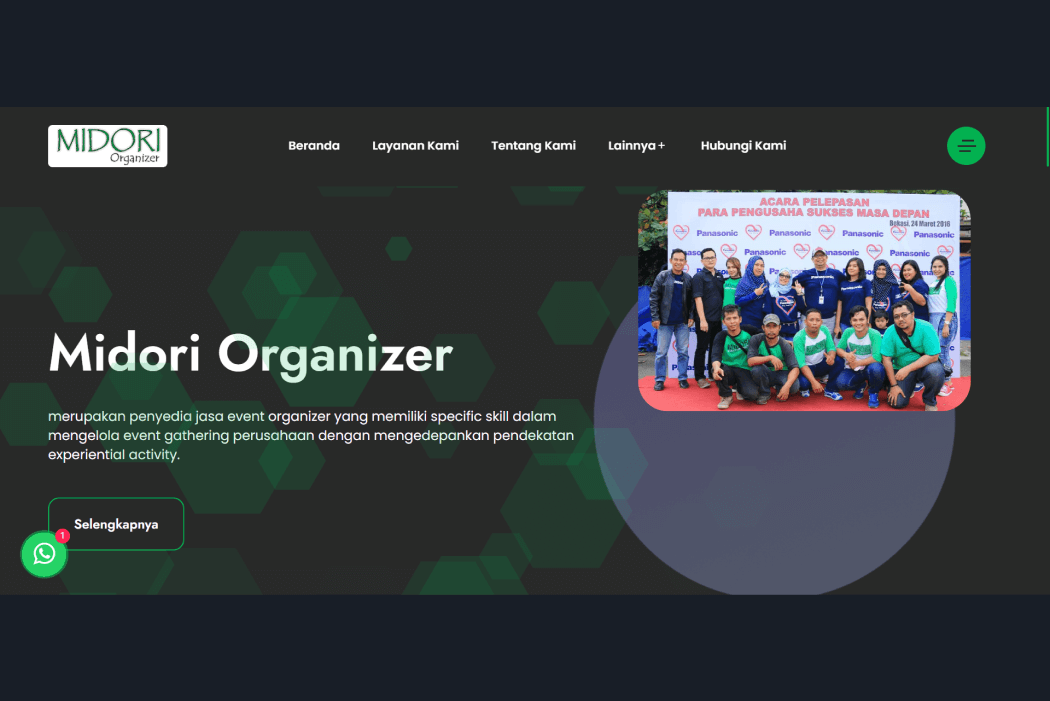 MIDORI
Organizer
Beranda Layanan Kami Tentang Kami Lainnya + Hubungi Kami
ACARA PELEPASAN
PARA PENGUSAHA SUKSES MASA DEPAN
Bekasi, 24 Maret 2016
Panasonic Panasonic Panasonic Panasonic
Panasonic Panasonic Panasonic
Midori Organizer
merupakan penyedia jasa event organizer yang memiliki specific skill dalam
mengelola event gathering perusahaan dengan mengedepankan pendekatan
experiential activity.
Selengkapnya
1